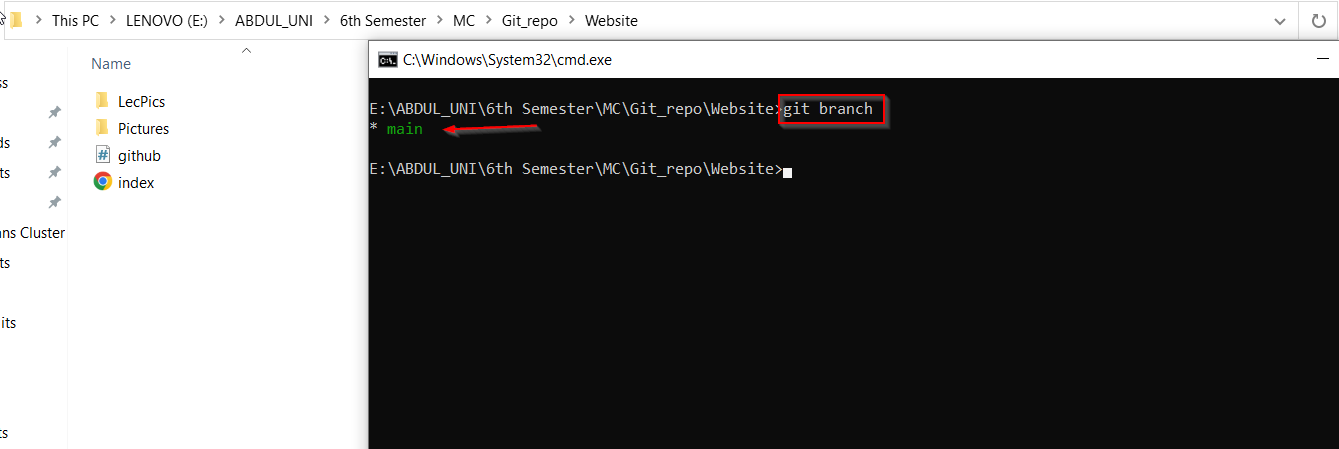 This PC > LENOVO (E:) > ABDUL_UNI > 6th Semester > MC > Git_repo > Website
C:\Windows\System32\cmd.exe
Name
ss
LecPics
Pictures
ds
github
ts
index
ans Cluster
ts
its
ts
E:\ABDUL_UNI\6th Semester\MC\Git_repo\Website>git branch
* main
E:\ABDUL_UNI\6th Semester\MC\Git_repo\Website>